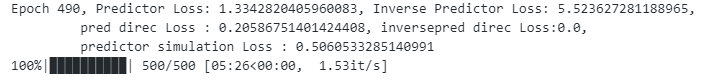 Epoch 490, Predictor Loss: 1.3342820405960083, Inverse Predictor Loss: 5.523627281188965,
pred direc Loss : 0.20586751401424408, inversepred direc Loss:0.0,
predictor simulation Loss : 0.5060533285140991
100%|██████████| 500/500 [05:26<00:00, 1.53it/s]